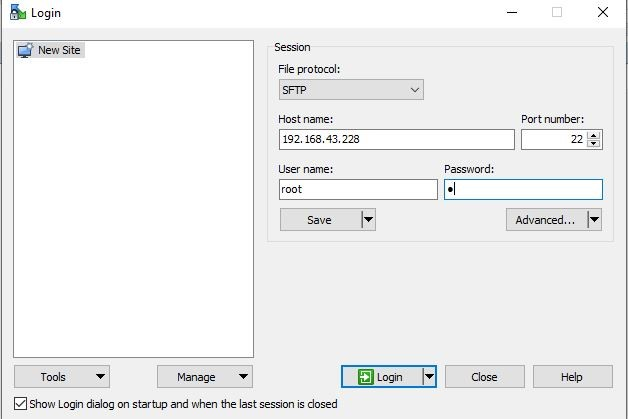 Login
New Site
Session
File protocol:
SFTP
Host name:
Port number:
192.168.43.228
22
User name:
Password:
root
●
Save
Advanced...
Tools
Manage
Login
Close
Help
Show Login dialog on startup and when the last session is closed